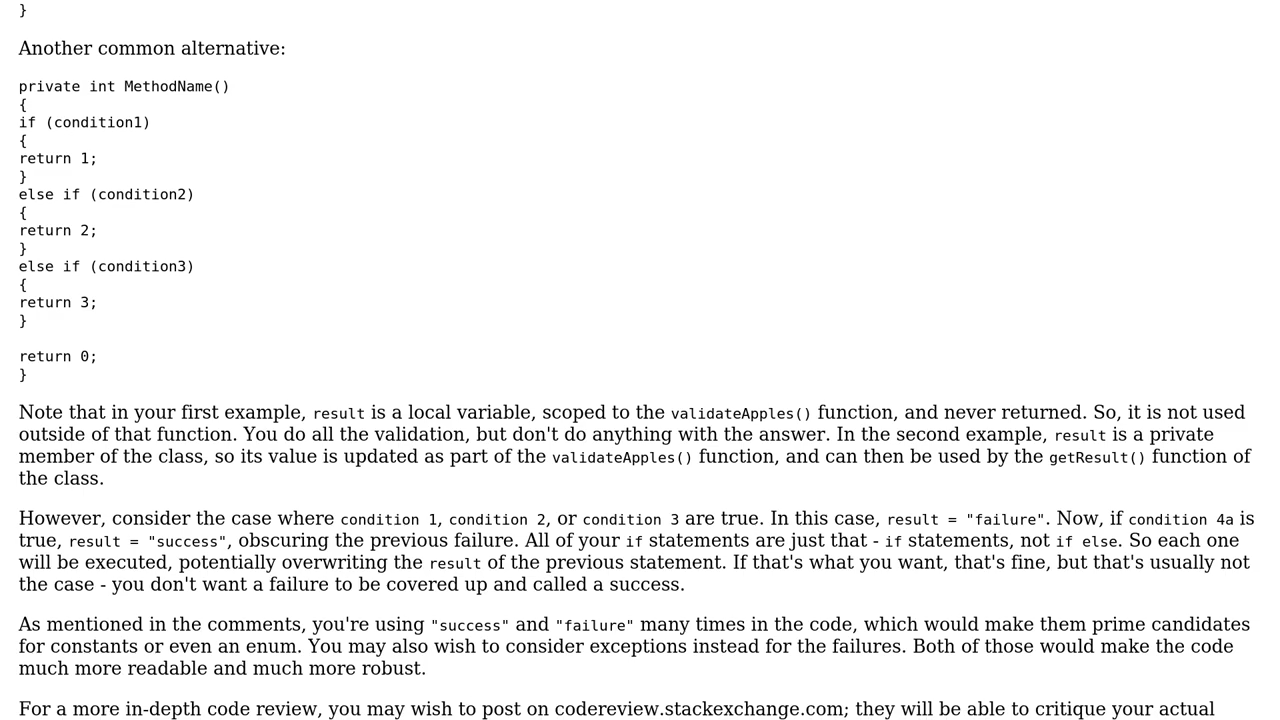 }
Another common alternative:
private int MethodName()
{
if (condition1)
{
return 1;
}
else if (condition2)
{
return 2;
}
else if (condition3)
{
return 3;
}
return 0;
}
Note that in your first example, result is a local variable, scoped to the validateApples() function, and never returned. So, it is not used
outside of that function. You do all the validation, but don't do anything with the answer. In the second example, result is a private
member of the class, so its value is updated as part of the validateApples() function, and can then be used by the getResult() function of
the class.
However, consider the case where condition 1, condition 2, or condition 3 are true. In this case, result = "failure". Now, if condition 4a is
true, result = "success", obscuring the previous failure. All of your if statements are just that - if statements, not if else. So each one
will be executed, potentially overwriting the result of the previous statement. If that's what you want, that's fine, but that's usually not
the case - you don't want a failure to be covered up and called a success.
As mentioned in the comments, you're using "success" and "failure" many times in the code, which would make them prime candidates
for constants or even an enum. You may also wish to consider exceptions instead for the failures. Both of those would make the code
much more readable and much more robust.
For a more in-depth code review, you may wish to post on codereview.stackexchange.com; they will be able to critique your actual